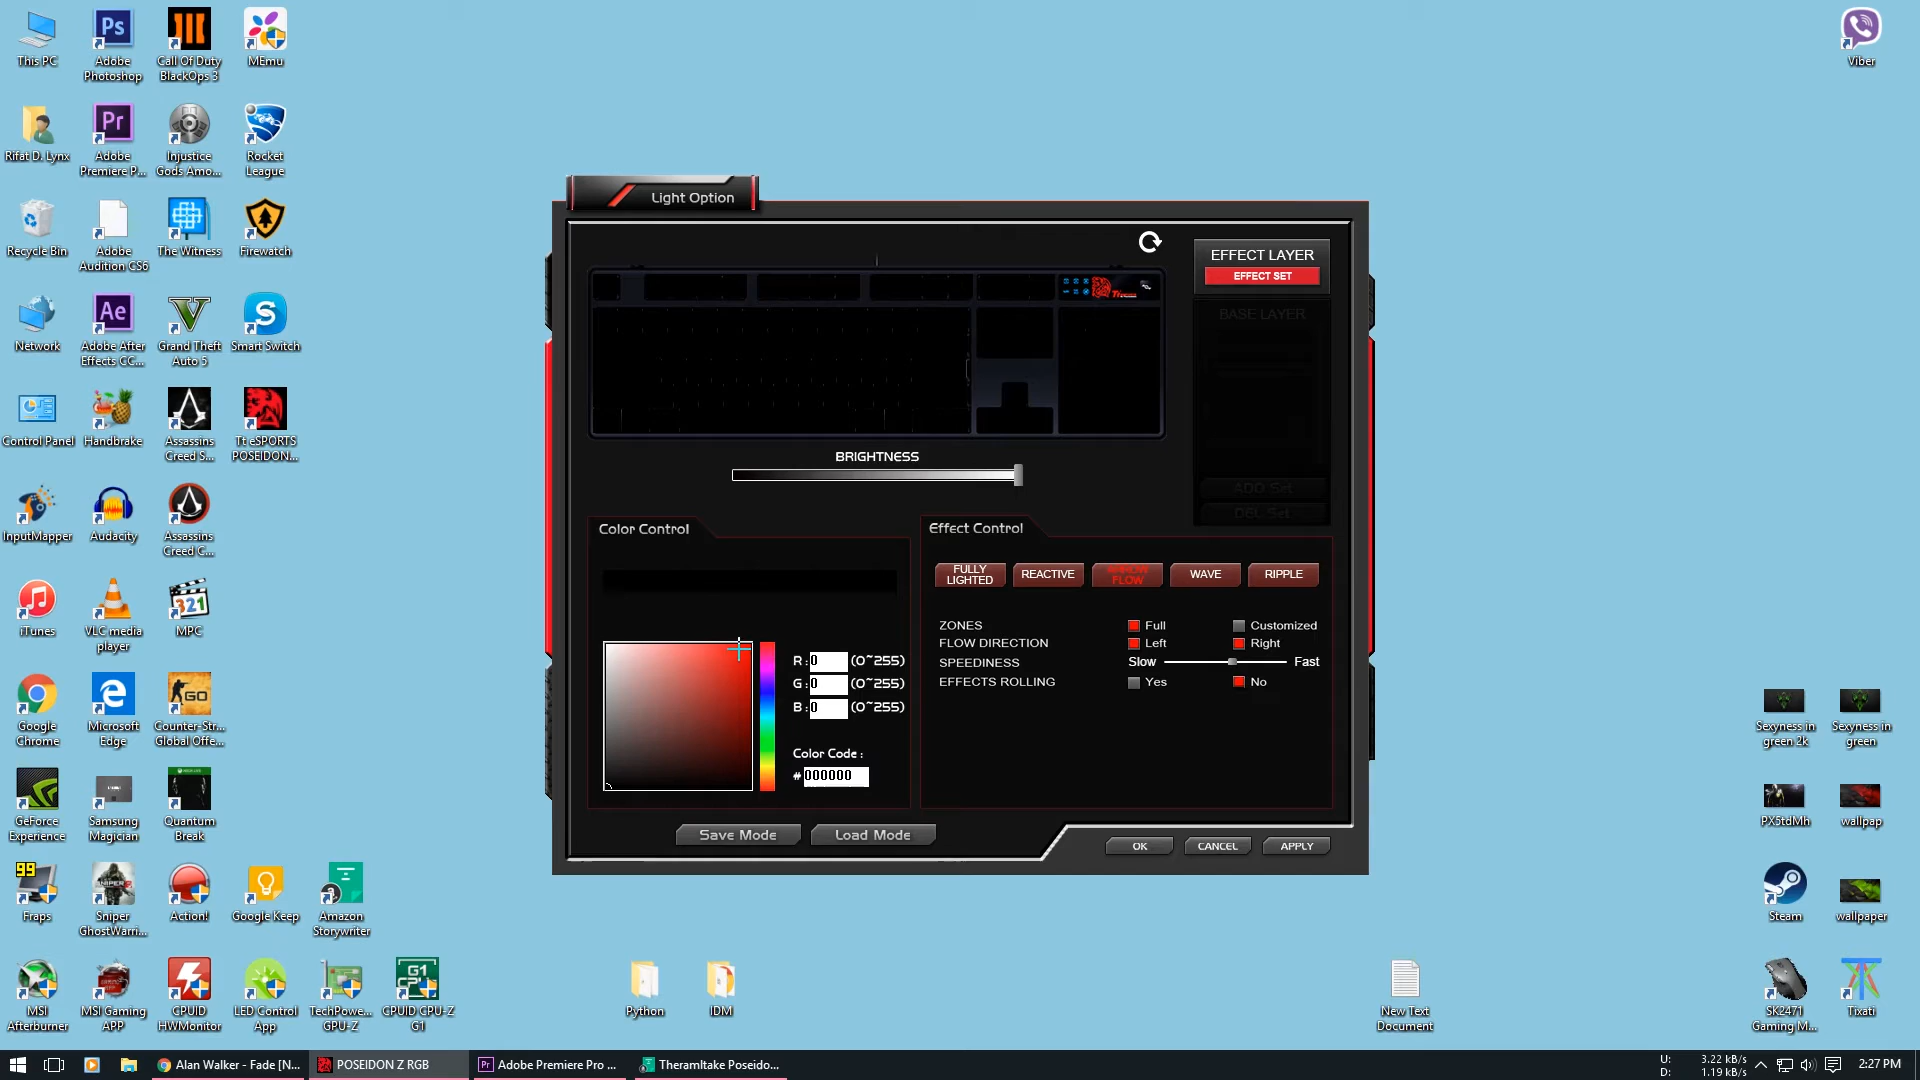 This PC
Adobe
Photoshop
Call Of Duty
BlackOps 3
MEmu
Viber
Rifat D. Lynx
Adobe
Premiere P...
Injustice
Gods Amo...
Rocket
League
Recycle Bin
Adobe
Audition CS6
The Witness
Firewatch
Network
Adobe After
Effects CC...
Grand Theft
Auto 5
Smart Switch
Control Panel
Handbrake
Assassins
Creed S...
Tt eSPORTS
POSEIDON...
InputMapper
Audacity
Assassins
Creed C...
iTunes
VLC media
player
MPC
Google
Chrome
Microsoft
Edge
Counter-Str...
Global Offe...
GeForce
Experience
Samsung
Magician
Quantum
Break
Fraps
Sniper
GhostWarri...
Action!
Google Keep
Amazon
Storywriter
MSI
Afterburner
MSI Gaming
APP
CPUID
HWMonitor
LED Control
App
TechPowe...
GPU-Z
CPUID CPU-Z
G1
Python
IDM
New Text
Document
Sexyness in
green 2k
Sexyness in
green
PX5tdMh
wallpap
Steam
wallpaper
SK2471
Gaming M...
Tixati
Light Option
EFFECT LAYER
EFFECT SET
BASE LAYER
ADD Set
DEL Set
BRIGHTNESS
Color Control
R : 0 (0~255)
G : 0 (0~255)
B : 0 (0~255)
Color Code :
# 000000
Effect Control
FULLY
LIGHTED
REACTIVE
ARROW
FLOW
WAVE
RIPPLE
ZONES Full Customized
FLOW DIRECTION Left Right
SPEEDINESS Slow Fast
EFFECTS ROLLING Yes No
Save Mode
Load Mode
OK
CANCEL
APPLY
Alan Walker - Fade [N...
POSEIDON Z RGB
Adobe Premiere Pro ...
Theramltake Poseido...
U: 3.22 kB/s
D: 1.19 kB/s
2:27 PM